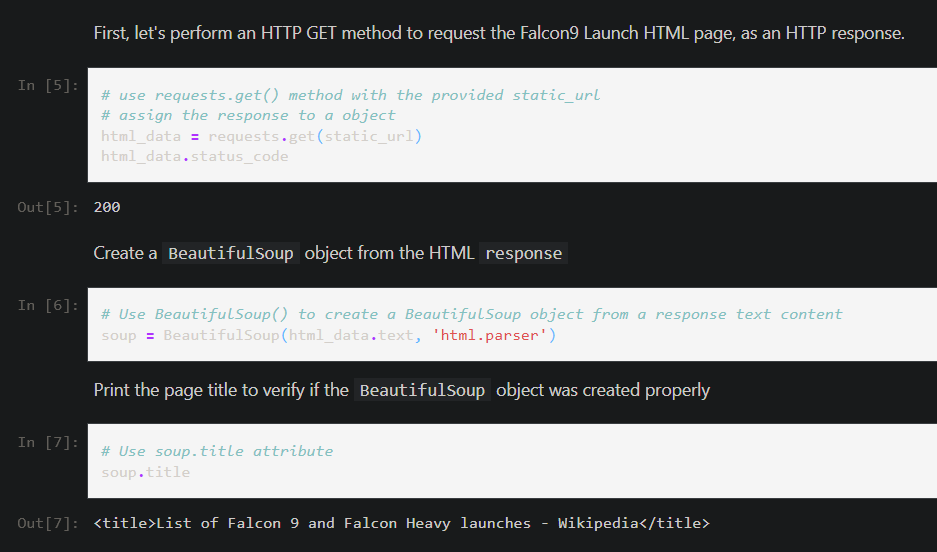 First, let's perform an HTTP GET method to request the Falcon9 Launch HTML page, as an HTTP response.
In [5]:
# use requests.get() method with the provided static_url
# assign the response to a object
html_data = requests.get(static_url)
html_data.status_code
Out[5]: 200
Create a BeautifulSoup object from the HTML response
In [6]:
# Use BeautifulSoup() to create a BeautifulSoup object from a response text content
soup = BeautifulSoup(html_data.text, 'html.parser')
Print the page title to verify if the BeautifulSoup object was created properly
In [7]:
# Use soup.title attribute
soup.title
Out[7]: <title>List of Falcon 9 and Falcon Heavy launches - Wikipedia</title>